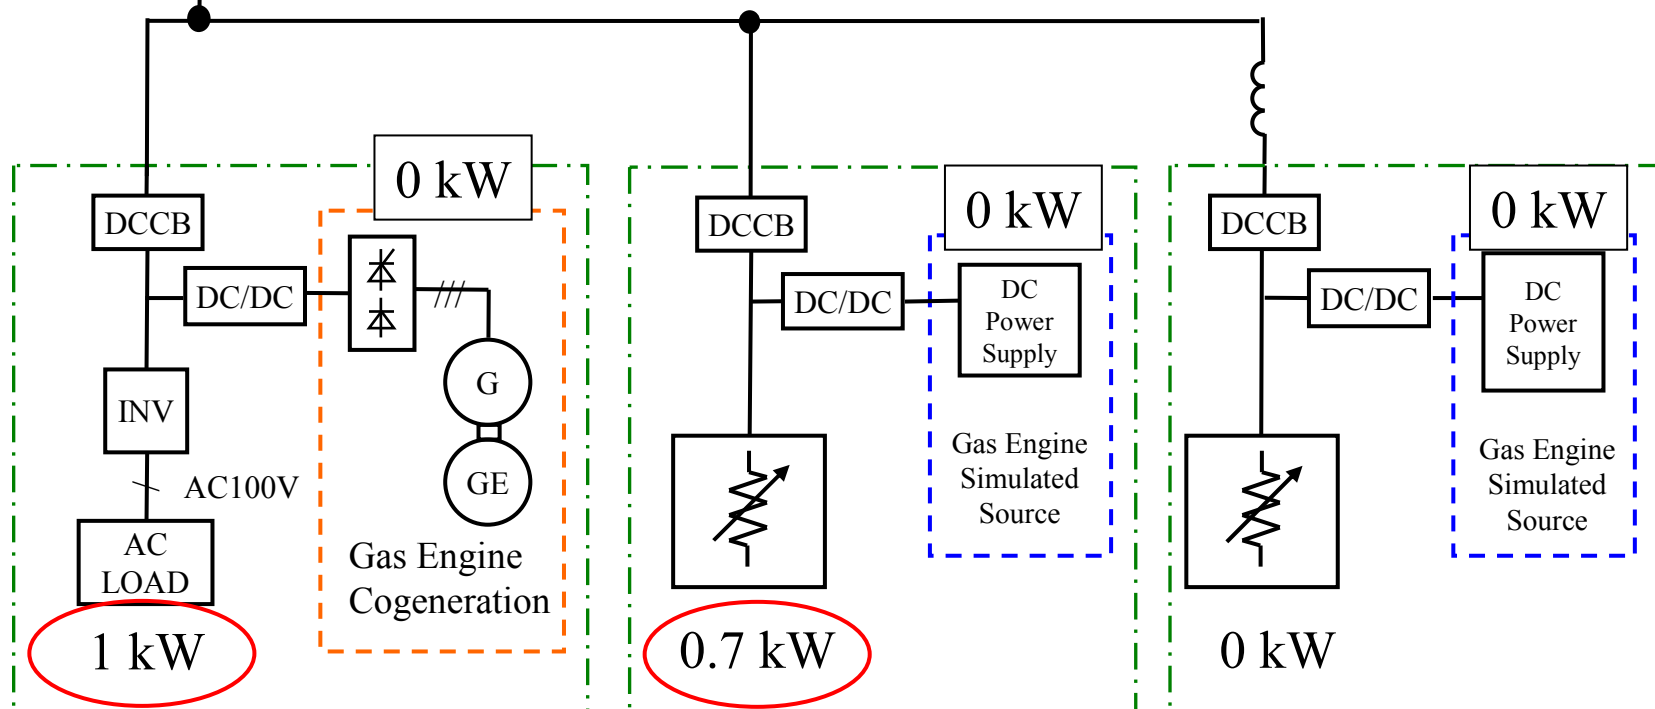 0 kW
DCCB
DC/DC
G
INV
GE
AC100V
AC
LOAD
Gas Engine
Cogeneration
1 kW
0 kW
DCCB
DC/DC
DC
Power
Supply
Gas Engine
Simulated
Source
0.7 kW
0 kW
DCCB
DC/DC
DC
Power
Supply
Gas Engine
Simulated
Source
0 kW